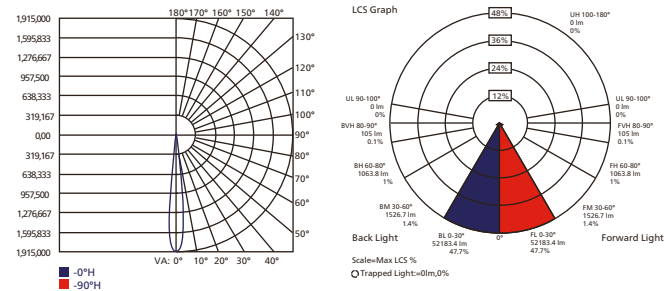 180°170° 160° 150° 140°
1,915,000
1,595,833
1,276,667
957,500
638,333
319,167
0,00
319,167
638,333
957,500
1,276,667
1,595,833
1,915,000
130°
120°
110°
100°
90°
80°
70°
60°
50°
VA: 0° 10° 20° 30° 40°
-0°H
-90°H
LCS Graph
48%
36%
24%
12%
UH 100-180°
0 lm
0%
UL 90-100°
0 lm
0%
BVH 80-90°
105 lm
0.1%
BH 60-80°
1063.8 lm
1%
BM 30-60°
1526.7 lm
1.4%
UL 90-100°
0 lm
0%
FVH 80-90°
105 lm
0.1%
FH 60-80°
1063.8 lm
1%
FM 30-60°
1526.7 lm
1.4%
Back Light
BL 0-30°
52183.4 lm
47.7%
0°
FL 0-30°
52183.4 lm
47.7%
Forward Light
Scale=Max LCS %
Trapped Light:=0lm,0%